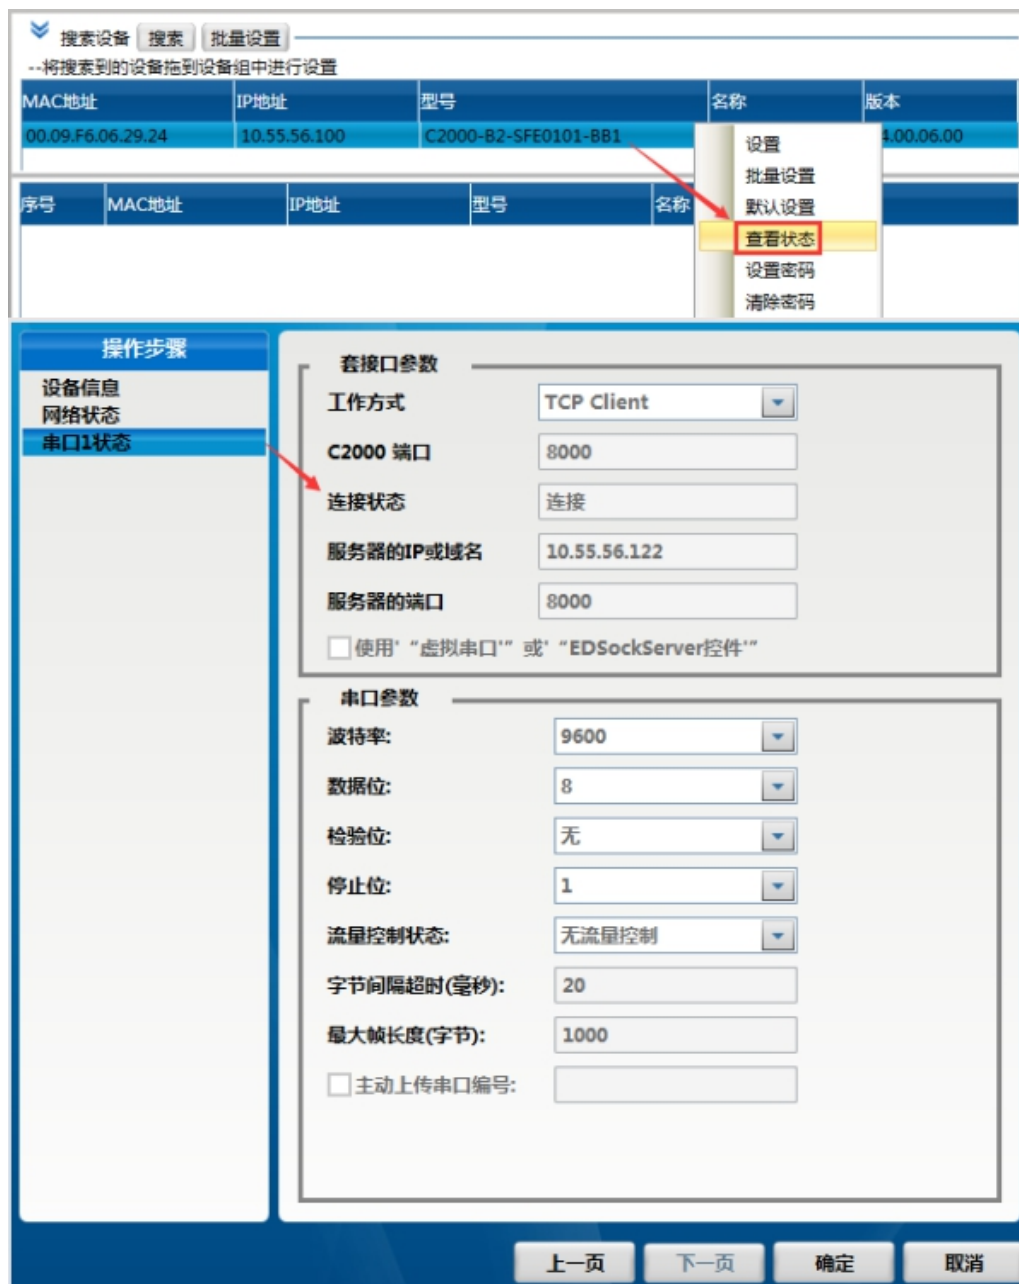 搜索设备 搜索 批量设置
--将搜索到的设备拖到设备组中进行设置
MAC地址 IP地址 型号 名称 版本
00.09.F6.06.29.24 10.55.56.100 C2000-B2-SFE0101-BB1 4.00.06.00
设置
批量设置
序号 MAC地址 IP地址 型号 名称
默认设置
查看状态
设置密码
清除密码
操作步骤
设备信息
网络状态
串口1状态
套接口参数
工作方式 TCP Client
C2000 端口 8000
连接状态 连接
服务器的IP或域名 10.55.56.122
服务器的端口 8000
使用' “虚拟串口'” 或' “EDSockServer控件'”
串口参数
波特率: 9600
数据位: 8
检验位: 无
停止位: 1
流量控制状态: 无流量控制
字节间隔超时(毫秒): 20
最大帧长度(字节): 1000
主动上传串口编号:
上一页 下一页 确定 取消